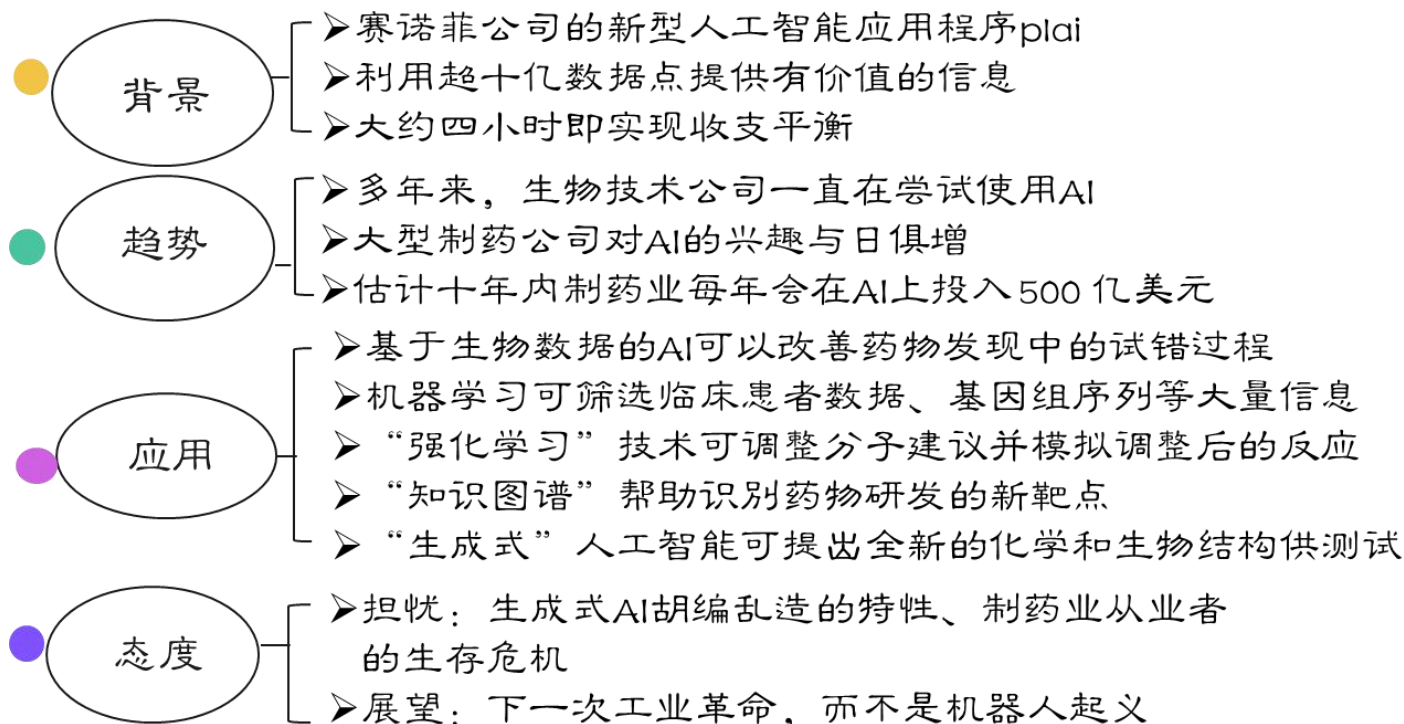 背景
➢赛诺菲公司的新型人工智能应用程序plai
➢利用超十亿数据点提供有价值的信息
➢大约四小时即实现收支平衡
趋势
➢多年来，生物技术公司一直在尝试使用AI
➢大型制药公司对AI的兴趣与日俱增
➢估计十年内制药业每年会在AI上投入500 亿美元
应用
➢基于生物数据的AI可以改善药物发现中的试错过程
➢机器学习可筛选临床患者数据、基因组序列等大量信息
➢“强化学习”技术可调整分子建议并模拟调整后的反应
➢“知识图谱”帮助识别药物研发的新靶点
➢“生成式”人工智能可提出全新的化学和生物结构供测试
态度
➢担忧：生成式AI胡编乱造的特性、制药业从业者
的生存危机
➢展望：下一次工业革命，而不是机器人起义